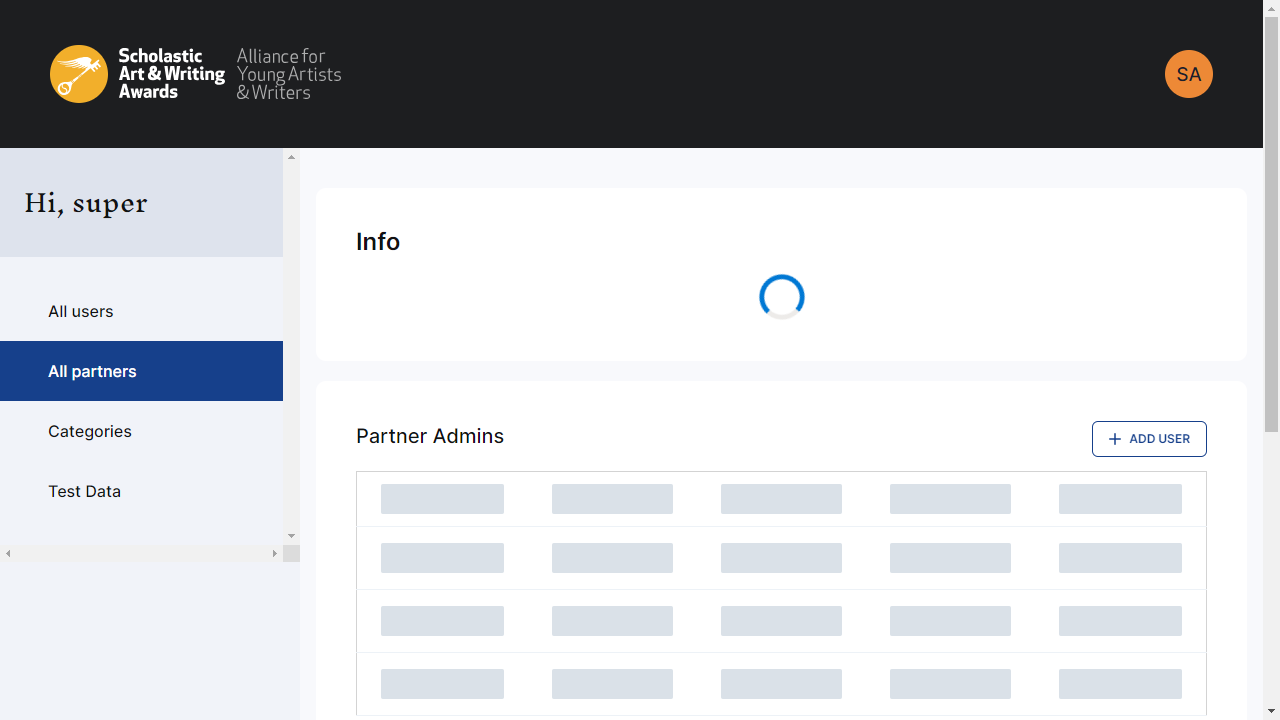 Scholastic
Art & Writing
Awards
Alliance for
Young Artists
& Writers
SA
Hi, super
All users
All partners
Categories
Test Data
Info
Partner Admins
ADD USER